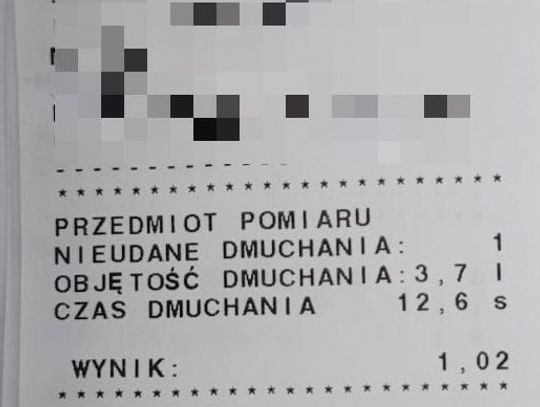 - - - - - - - - - - - - - - - - - - - -
* * * * * * * * * * * * * * * * * * * * * * * * *
PRZEDMIOT POMIARU
NIEUDANE DMUCHANIA: 1
OBJĘTOŚĆ DMUCHANIA:3,7 l
CZAS DMUCHANIA 12,6 s
WYNIK: 1,02
* * * * * * * * * * * * * * * * * * * * * * * * *